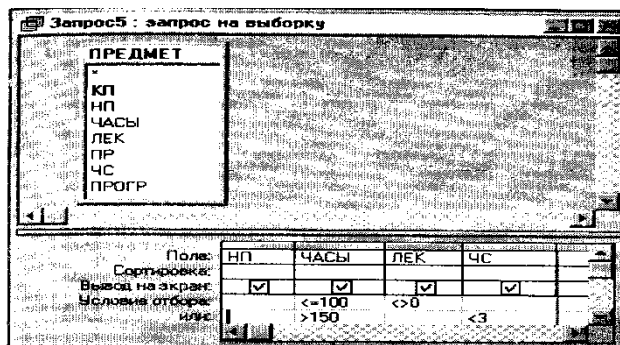 Запрос5 : запрос на выборку
ПРЕДМЕТ
*
КП
НП
ЧАСЫ
ЛЕК
ПР
ЧС
ПРОГР
Поле: НП ЧАСЫ ЛЕК ЧС
Сортировка:
Вывод на экран:
Условия отбора: <=100 <>0
или: >150 <3